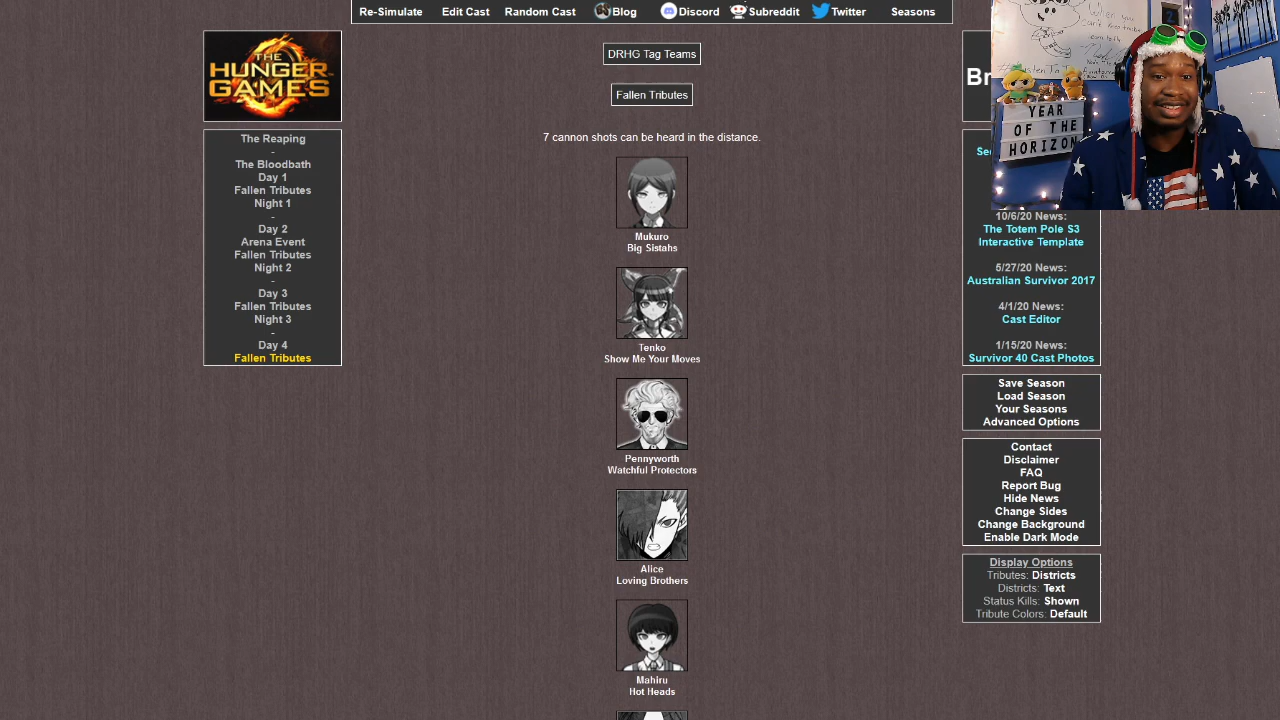 Re-Simulate Edit Cast Random Cast Blog Discord Subreddit Twitter Seasons
THE
HUNGER
GAMES
The Reaping
-
The Bloodbath
Day 1
Fallen Tributes
Night 1
-
Day 2
Arena Event
Fallen Tributes
Night 2
-
Day 3
Fallen Tributes
Night 3
-
Day 4
Fallen Tributes
DRHG Tag Teams
Fallen Tributes
7 cannon shots can be heard in the distance.
Mukuro
Big Sistahs
Tenko
Show Me Your Moves
Pennyworth
Watchful Protectors
Alice
Loving Brothers
Mahiru
Hot Heads
2
YEAR
OF THE
HORIZON
10/6/20 News:
The Totem Pole S3
Interactive Template
5/27/20 News:
Australian Survivor 2017
4/1/20 News:
Cast Editor
1/15/20 News:
Survivor 40 Cast Photos
Save Season
Load Season
Your Seasons
Advanced Options
Contact
Disclaimer
FAQ
Report Bug
Hide News
Change Sides
Change Background
Enable Dark Mode
Display Options
Tributes: Districts
Districts: Text
Status Kills: Shown
Tribute Colors: Default